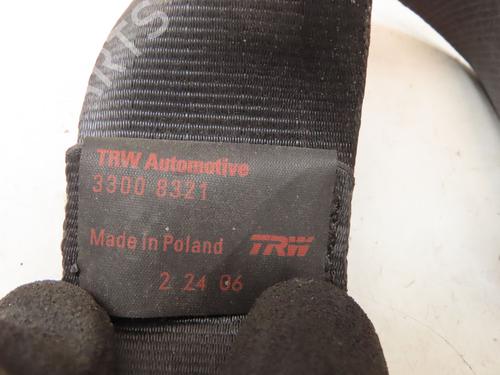 TRW Automotive
3300 8321
Made in Poland TRW
2 24 06